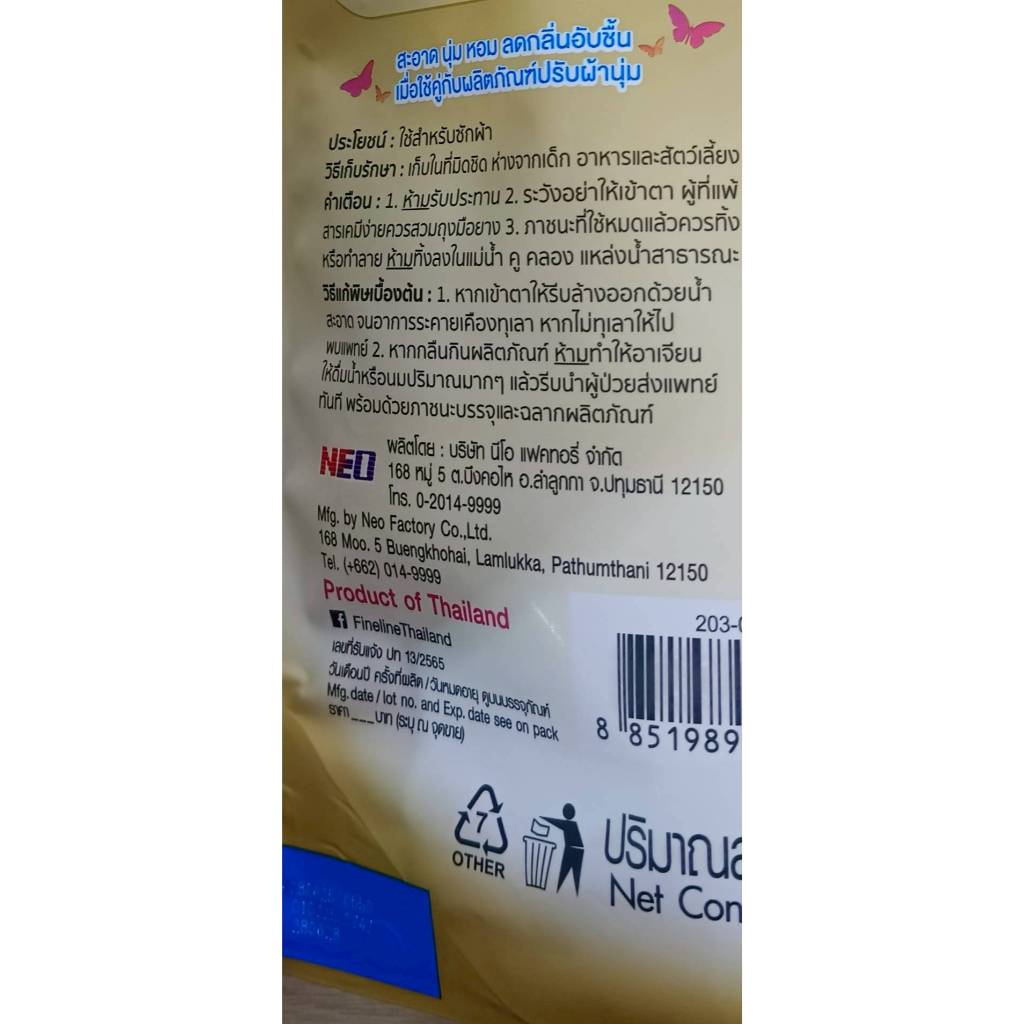 สะอาด นุ่ม หอม ลดกลิ่นอับชื้น
เมื่อใช้คู่กับผลิตภัณฑ์ปรับผ้านุ่ม
ประโยชน์ : ใช้สำหรับซักผ้า
วิธีเก็บรักษา : เก็บในที่มิดชิด ห่างจากเด็ก อาหารและสัตว์เลี้ยง
คำเตือน : 1. ห้ามรับประทาน 2. ระวังอย่าให้เข้าตา ผู้ที่แพ้
สารเคมีง่ายควรสวมถุงมือยาง 3. ภาชนะที่ใช้หมดแล้วควรทิ้ง
หรือทำลาย ห้ามทิ้งลงในแม่น้ำ คู คลอง แหล่งน้ำสาธารณะ
วิธีแก้พิษเบื้องต้น : 1. หากเข้าตาให้รีบล้างออกด้วยน้ำ
สะอาด จนอาการระคายเคืองทุเลา หากไม่ทุเลาให้ไป
พบแพทย์ 2. หากกลืนกินผลิตภัณฑ์ ห้ามทำให้อาเจียน
ให้ดื่มน้ำหรือนมปริมาณมากๆ แล้วรีบนำผู้ป่วยส่งแพทย์
ทันที พร้อมด้วยภาชนะบรรจุและฉลากผลิตภัณฑ์
NEO
ผลิตโดย : บริษัท นีโอ แฟคทอรี่ จำกัด
168 หมู่ 5 ต.บึงคอไห อ.ลำลูกกา จ.ปทุมธานี 12150
โทร. 0-2014-9999
Mfg. by Neo Factory Co.,Ltd.
168 Moo. 5 Buengkhohai, Lamlukka, Pathumthani 12150
Tel. (+662) 014-9999
Product of Thailand
FinelineThailand
เลขที่รับแจ้ง ปท 13/2565
วันเดือนปี ครั้งที่ผลิต/วันหมดอายุ ดูบนบรรจุภัณฑ์
Mfg. date / lot no. and Exp. date see on pack
ราคา ___บาท (ระบุ ณ จุดขาย)
203-
8 851989
7
OTHER
ปริมาณส
Net Con